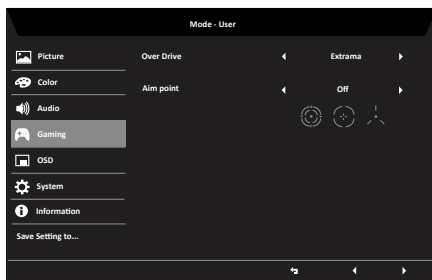 Mode - User
Picture
Over Drive
Extrama
Color
Aim point
Off
Audio
Gaming
OSD
System
Information
Save Setting to...